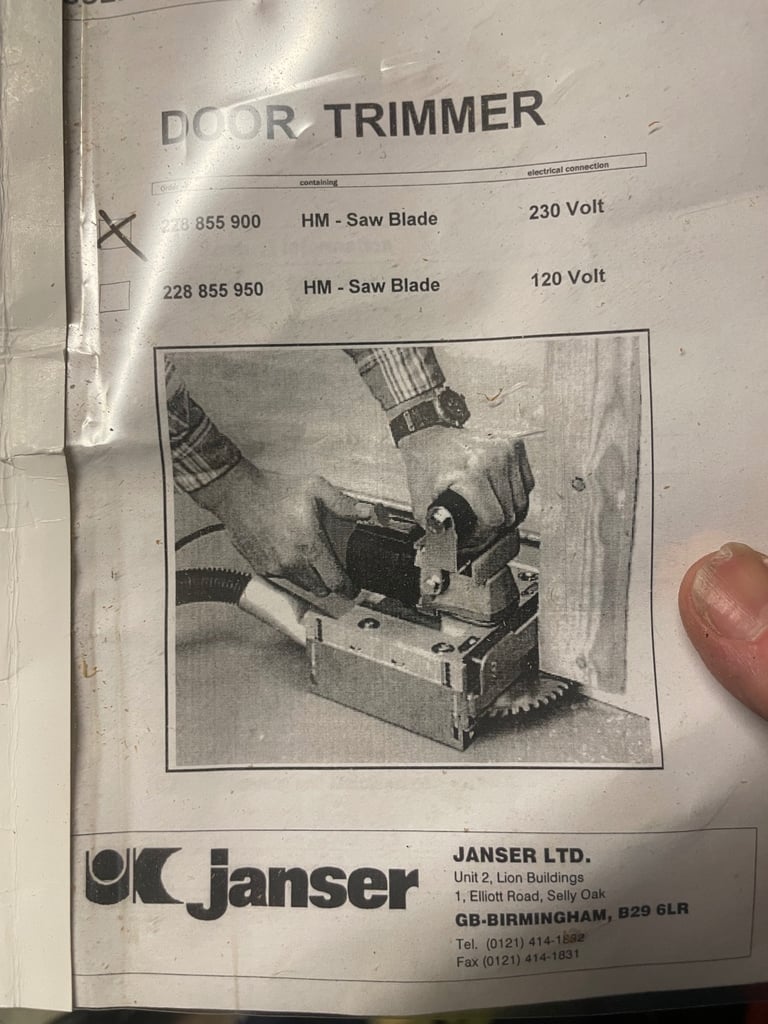 DOOR TRIMMER
containing electrical connection
228 855 900 HM - Saw Blade 230 Volt
228 855 950 HM - Saw Blade 120 Volt
janser
JANSER LTD.
Unit 2, Lion Buildings
1, Elliott Road, Selly Oak
GB-BIRMINGHAM, B29 6LR
Tel. (0121) 414-1832
Fax (0121) 414-1831